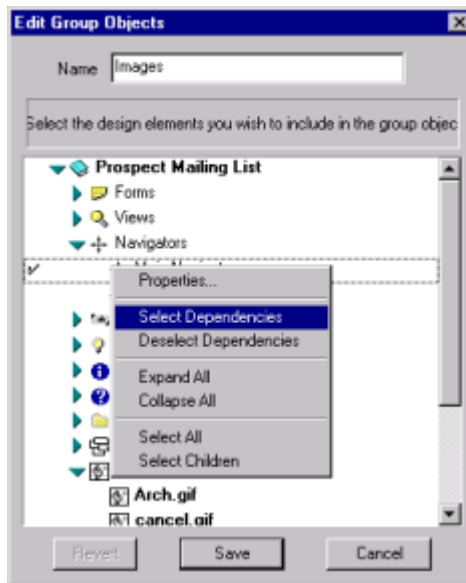 Edit Group Objects
Name Images
Select the design elements you wish to include in the group objec
Prospect Mailing List
Forms
Views
Navigators
Properties...
Select Dependencies
Deselect Dependencies
Expand All
Collapse All
Select All
Select Children
Arch.gif
cancel.gif
Revert Save Cancel